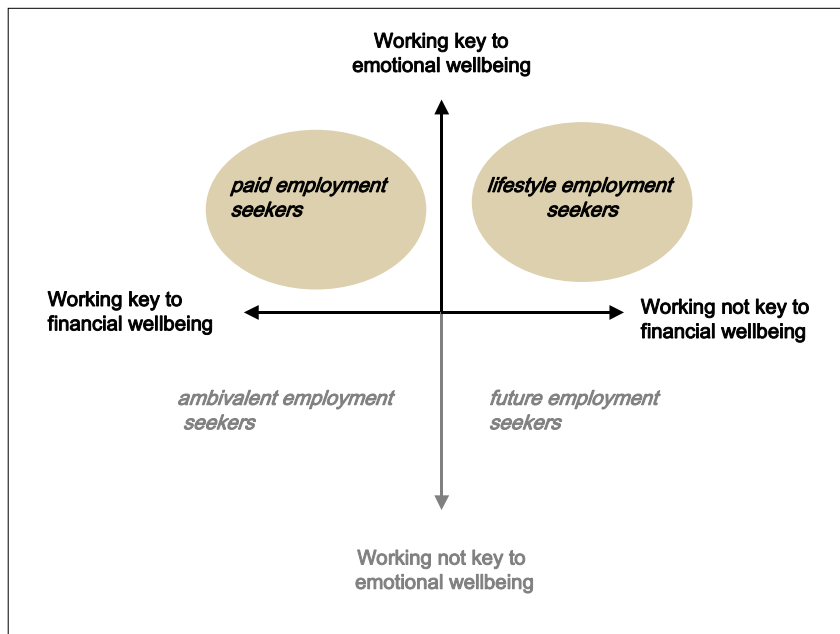 Working key to
emotional wellbeing
paid employment
seekers
lifestyle employment
seekers
Working key to
financial wellbeing
Working not key to
financial wellbeing
ambivalent employment
seekers
future employment
seekers
Working not key to
emotional wellbeing